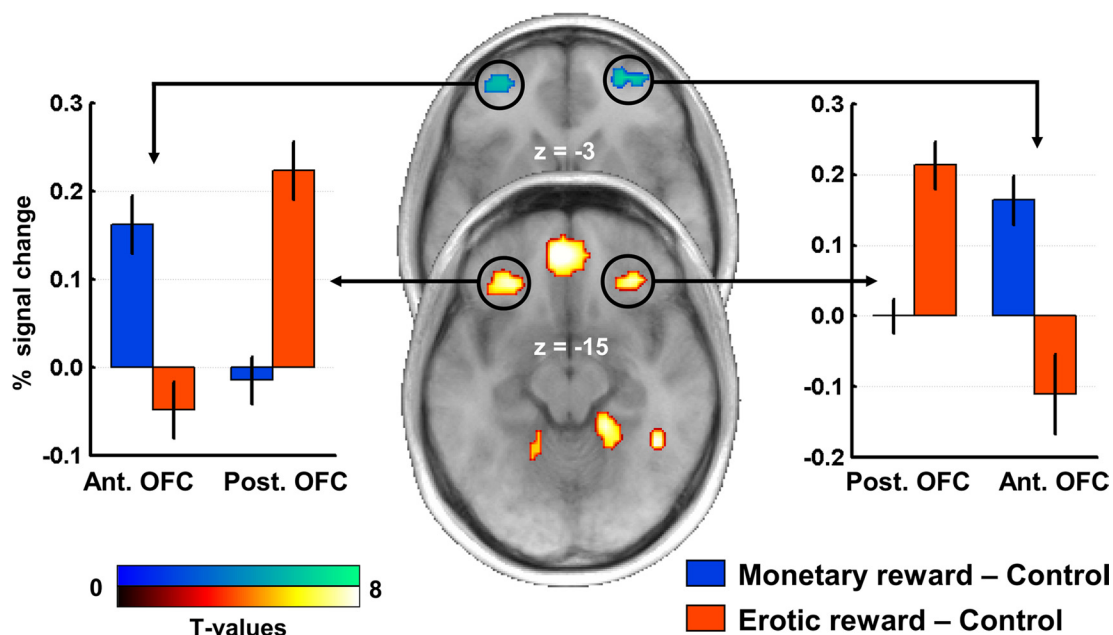 0.3
0.2
0.1
0.0
-0.1
% signal change
Ant. OFC
Post. OFC
z = -3
z = -15
0.3
0.2
0.1
0.0
-0.1
-0.2
Post. OFC
Ant. OFC
0
8
T-values
Monetary reward – Control
Erotic reward – Control